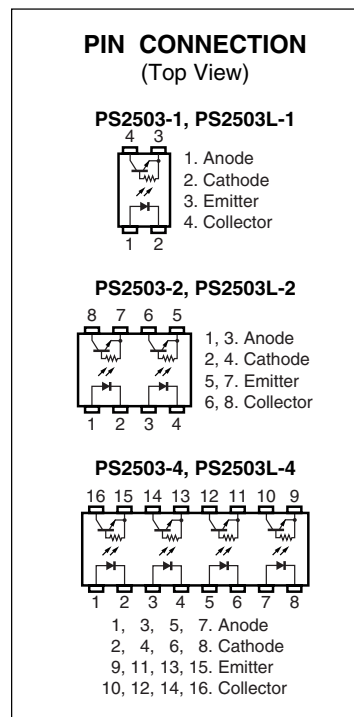 PIN CONNECTION
(Top View)
PS2503-1, PS2503L-1
4 3
1. Anode
2. Cathode
3. Emitter
4. Collector
1 2
PS2503-2, PS2503L-2
8 7 6 5
1, 3. Anode
2, 4. Cathode
5, 7. Emitter
6, 8. Collector
1 2 3 4
PS2503-4, PS2503L-4
16 15 14 13 12 11 10 9
1 2 3 4 5 6 7 8
1, 3, 5, 7. Anode
2, 4, 6, 8. Cathode
9, 11, 13, 15. Emitter
10, 12, 14, 16. Collector